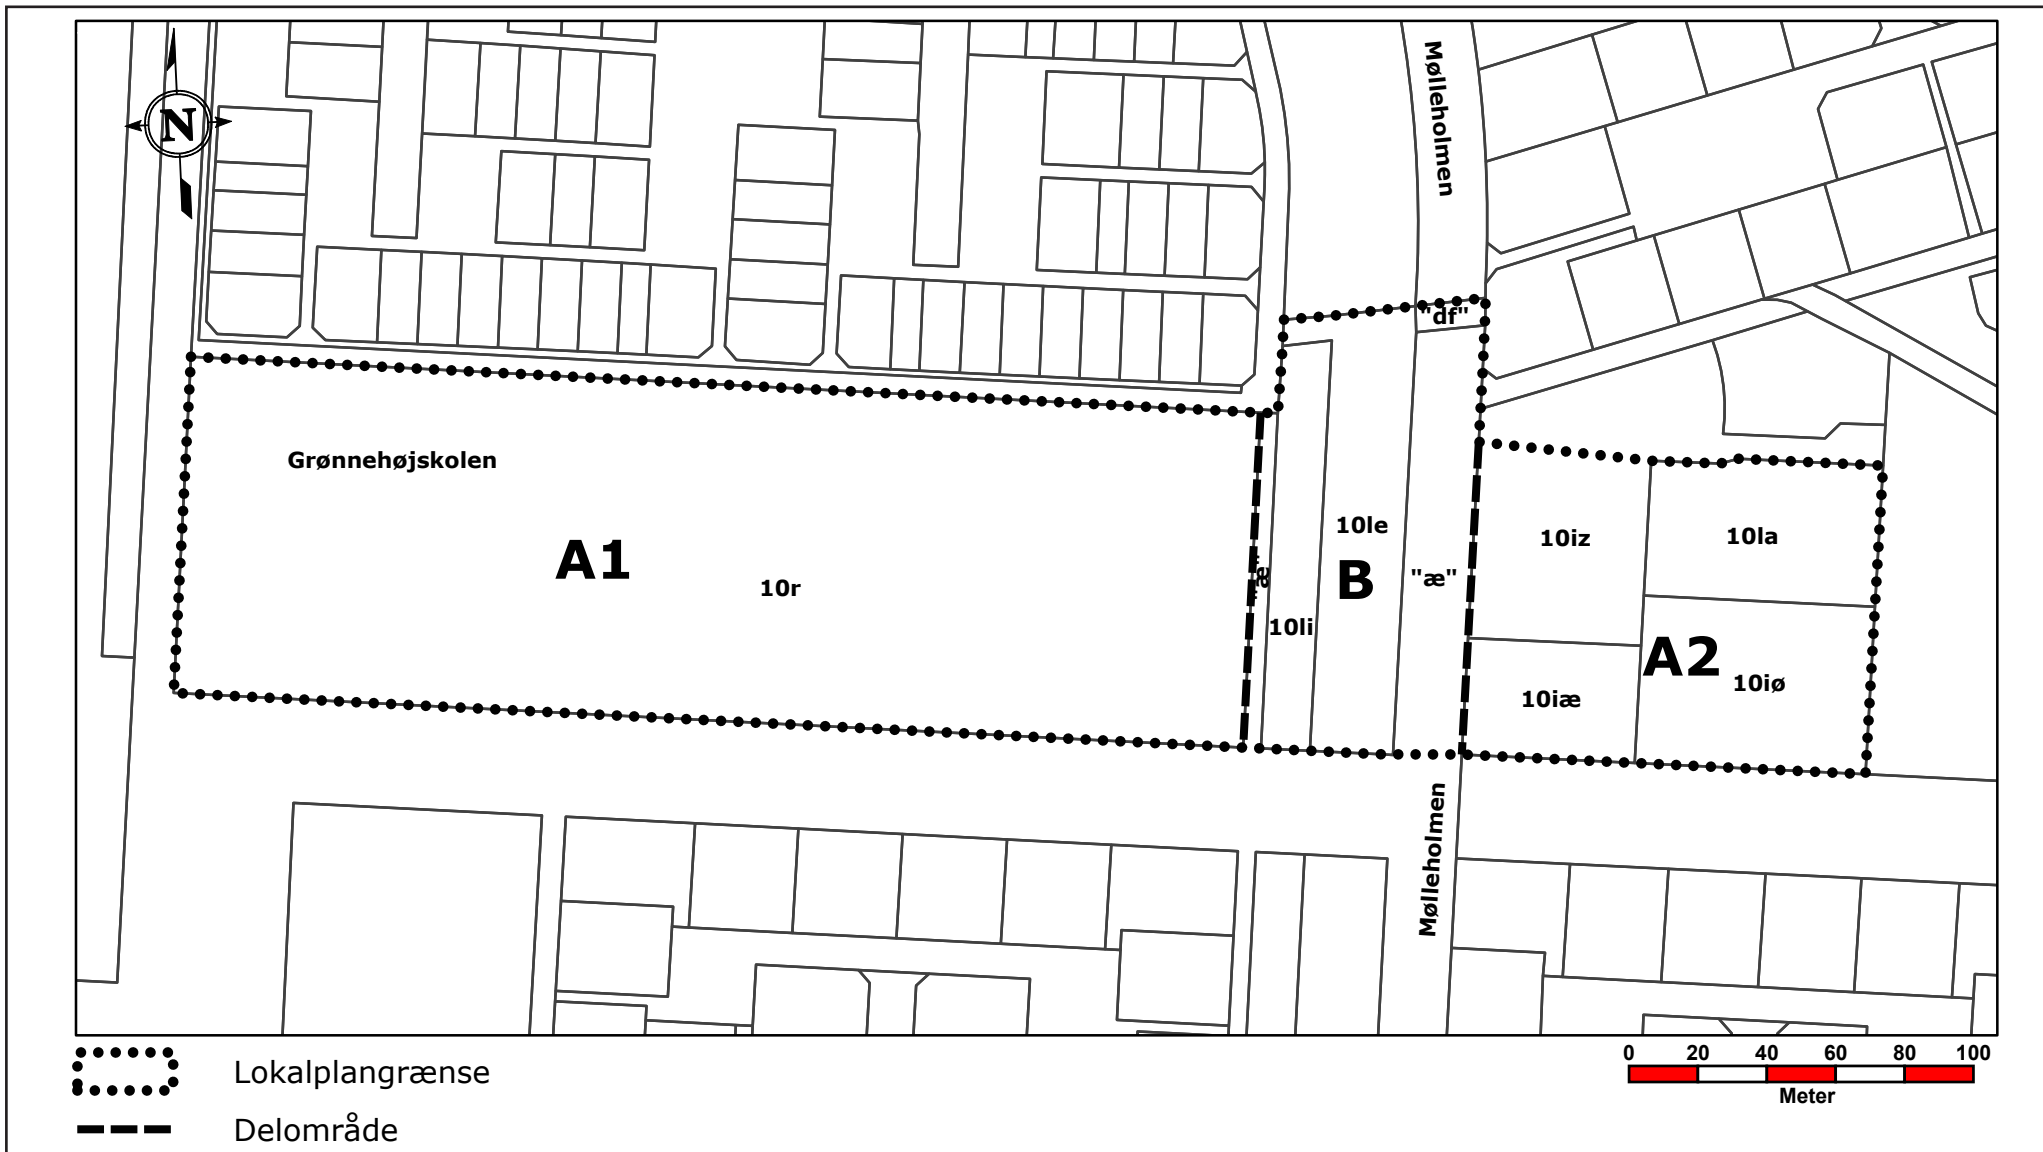 N
Mølleholmen
"df"
Grønnehøjskolen
A1
10r
"æ"
10li
10le
B
"æ"
10iz
10la
A2
10iæ
10iø
Mølleholmen
Lokalplangrænse
Delområde
0 20 40 60 80 100
Meter